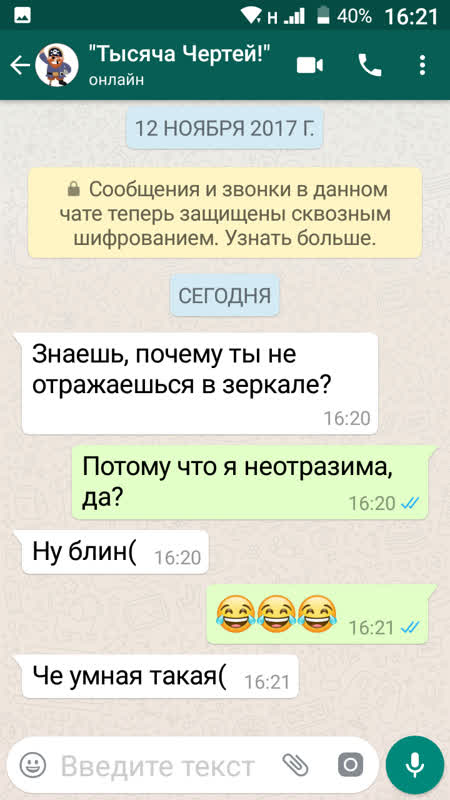 Н 40% 16:21
"Тысяча Чертей!"
онлайн
12 НОЯБРЯ 2017 Г.
Сообщения и звонки в данном
чате теперь защищены сквозным
шифрованием. Узнать больше.
СЕГОДНЯ
Знаешь, почему ты не
отражаешься в зеркале?
16:20
Потому что я неотразима,
да?
16:20
Ну блин(
16:20
16:21
Че умная такая(
16:21
Введите текст